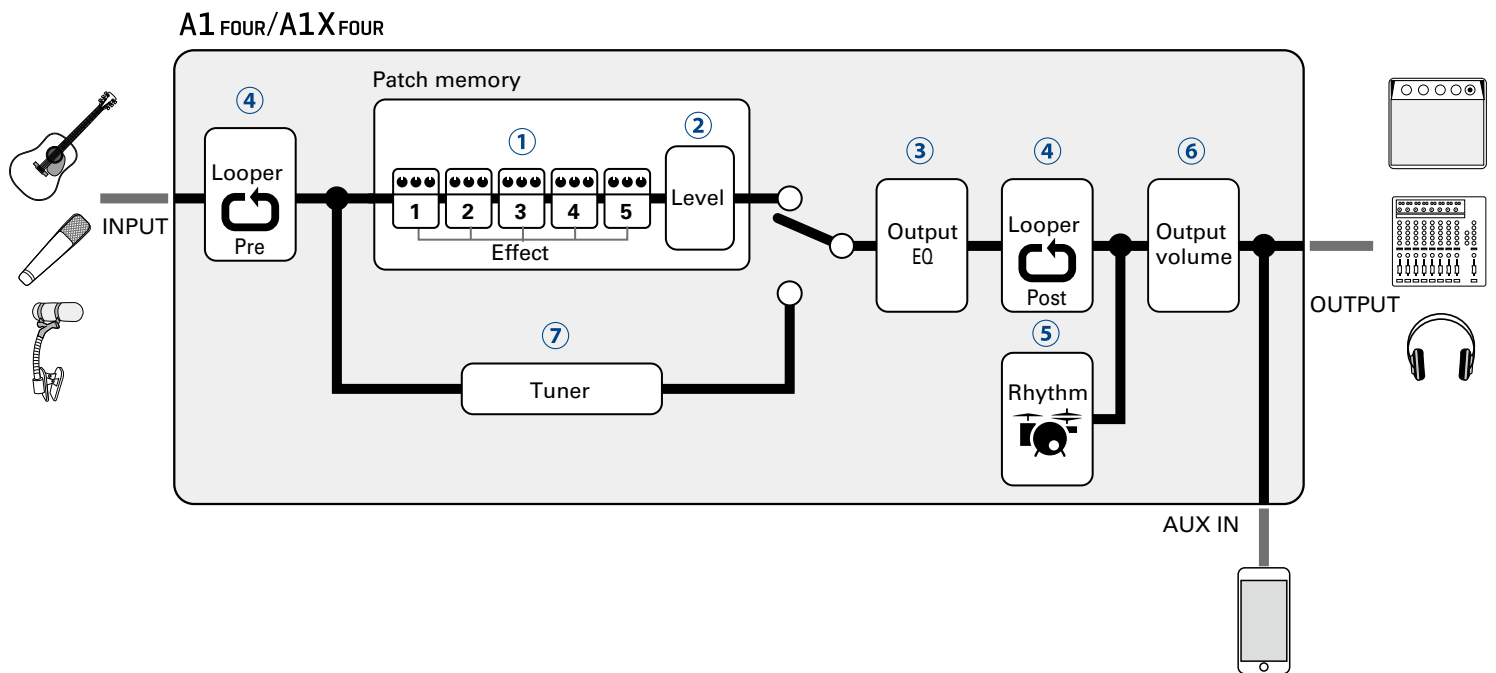 A1 FOUR/A1X FOUR
Patch memory
④
①
②
③
④
⑥
Looper
Pre
INPUT
1 2 3 4 5
Effect
Level
Output
EQ
Looper
Post
Output
volume
OUTPUT
⑦
Tuner
⑤
Rhythm
AUX IN